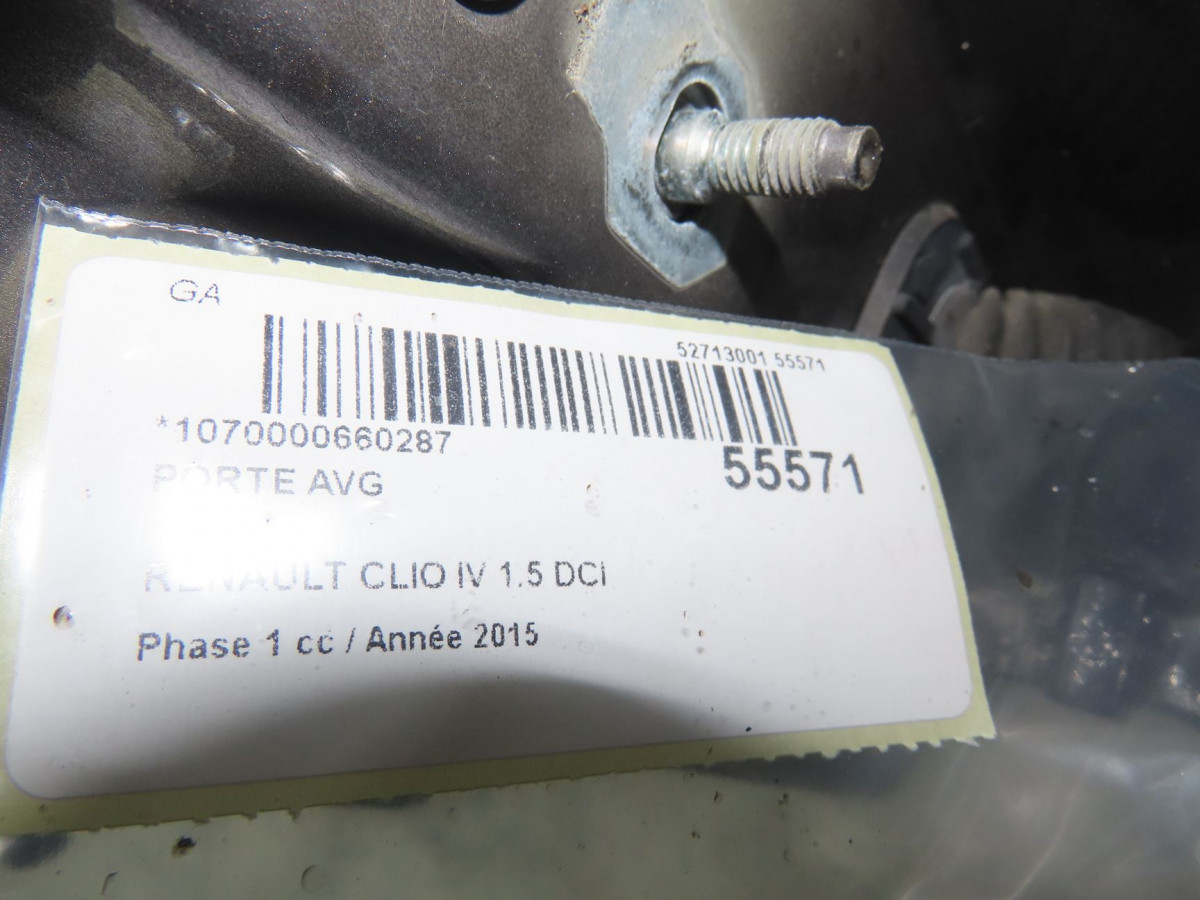 GA
52713001 55571
*1070000660287
55571
PORTE AVG
RENAULT CLIO IV 1.5 DCI
Phase 1 cc / Année 2015